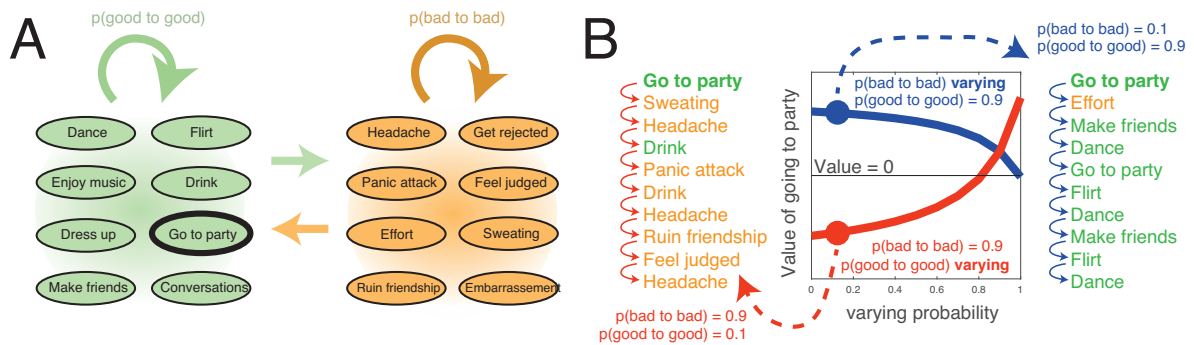 A
p(good to good)
p(bad to bad)
Dance
Flirt
Headache
Get rejected
Enjoy music
Drink
Panic attack
Feel judged
Dress up
Go to party
Effort
Sweating
Make friends
Conversations
Ruin friendship
Embarrassement
B
Go to party
Sweating
Headache
Drink
Panic attack
Drink
Headache
Ruin friendship
Feel judged
Headache
p(bad to bad) = 0.9
p(good to good) = 0.1
Value of going to party
p(bad to bad) varying
p(good to good) = 0.9
Value = 0
p(bad to bad) = 0.9
p(good to good) varying
0 0.2 0.4 0.6 0.8 1
varying probability
p(bad to bad) = 0.1
p(good to good) = 0.9
Go to party
Effort
Make friends
Dance
Go to party
Flirt
Dance
Make friends
Flirt
Dance